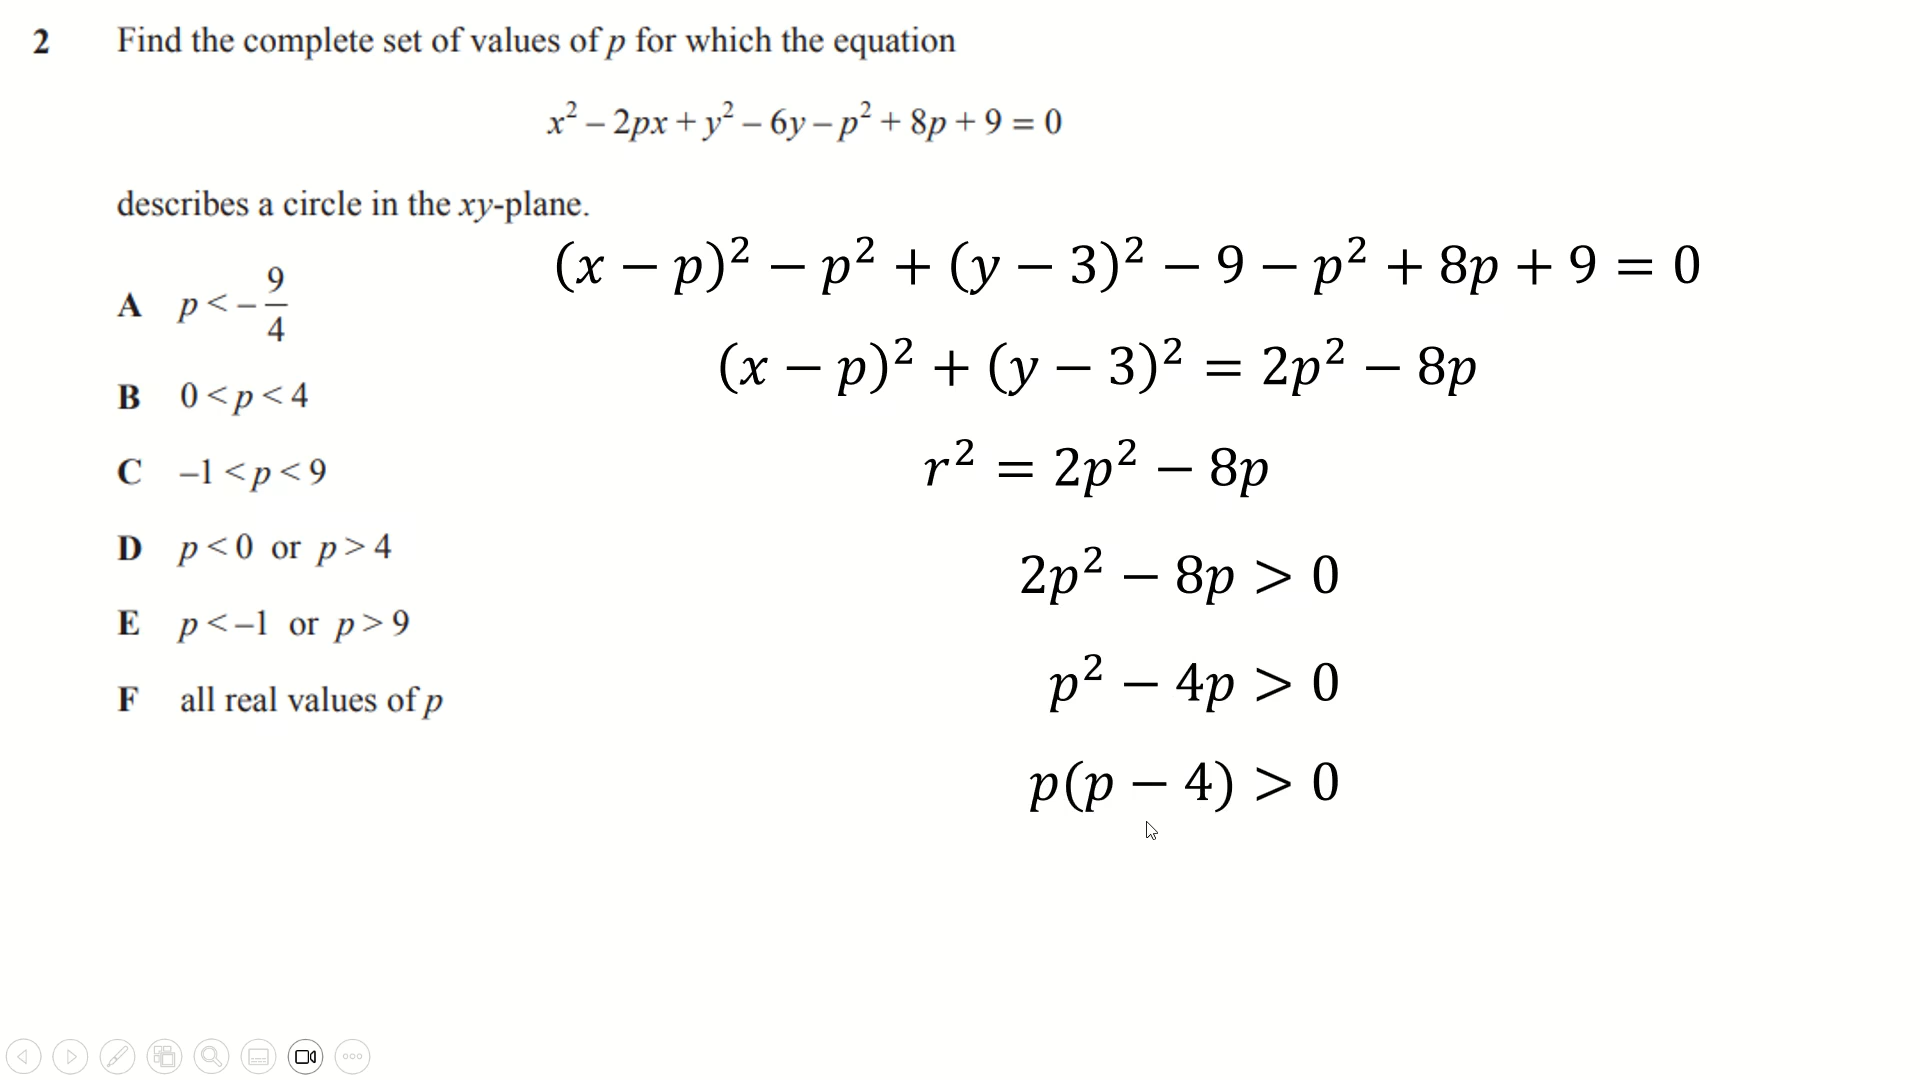 2 Find the complete set of values of p for which the equation
x² – 2px + y² – 6y – p² + 8p + 9 = 0
describes a circle in the xy-plane.
(x − p)² − p² + (y − 3)² − 9 − p² + 8p + 9 = 0
A p < – 9/4
(x − p)² + (y − 3)² = 2p² − 8p
B 0 < p < 4
r² = 2p² − 8p
C –1 < p < 9
D p < 0 or p > 4
2p² − 8p > 0
E p < –1 or p > 9
p² − 4p > 0
F all real values of p
p(p − 4) > 0